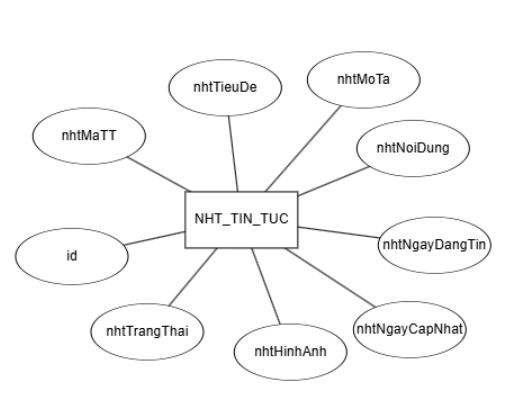 nhtMoTa
nhtTieuDe
nhtMaTT
nhtNoiDung
NHT_TIN_TUC
nhtNgayDangTin
id
nhtTrangThai
nhtNgayCapNhat
nhtHinhAnh